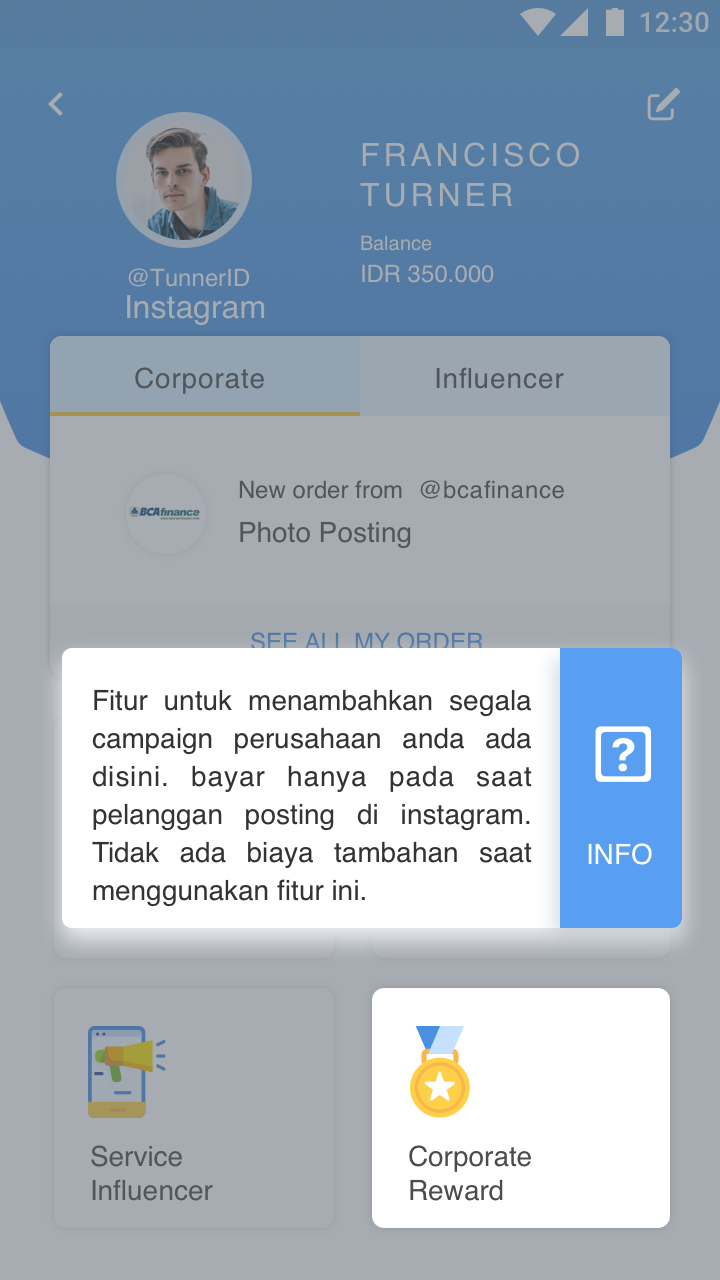 12:30
FRANCISCO
TURNER
Balance
IDR 350.000
@TunnerID
Instagram
Corporate
Influencer
BCAfinance
New order from @bcafinance
Photo Posting
SEE ALL MY ORDER
Fitur untuk menambahkan segala
campaign perusahaan anda ada
disini. bayar hanya pada saat
pelanggan posting di instagram.
Tidak ada biaya tambahan saat
menggunakan fitur ini.
?
INFO
Service
Influencer
Corporate
Reward